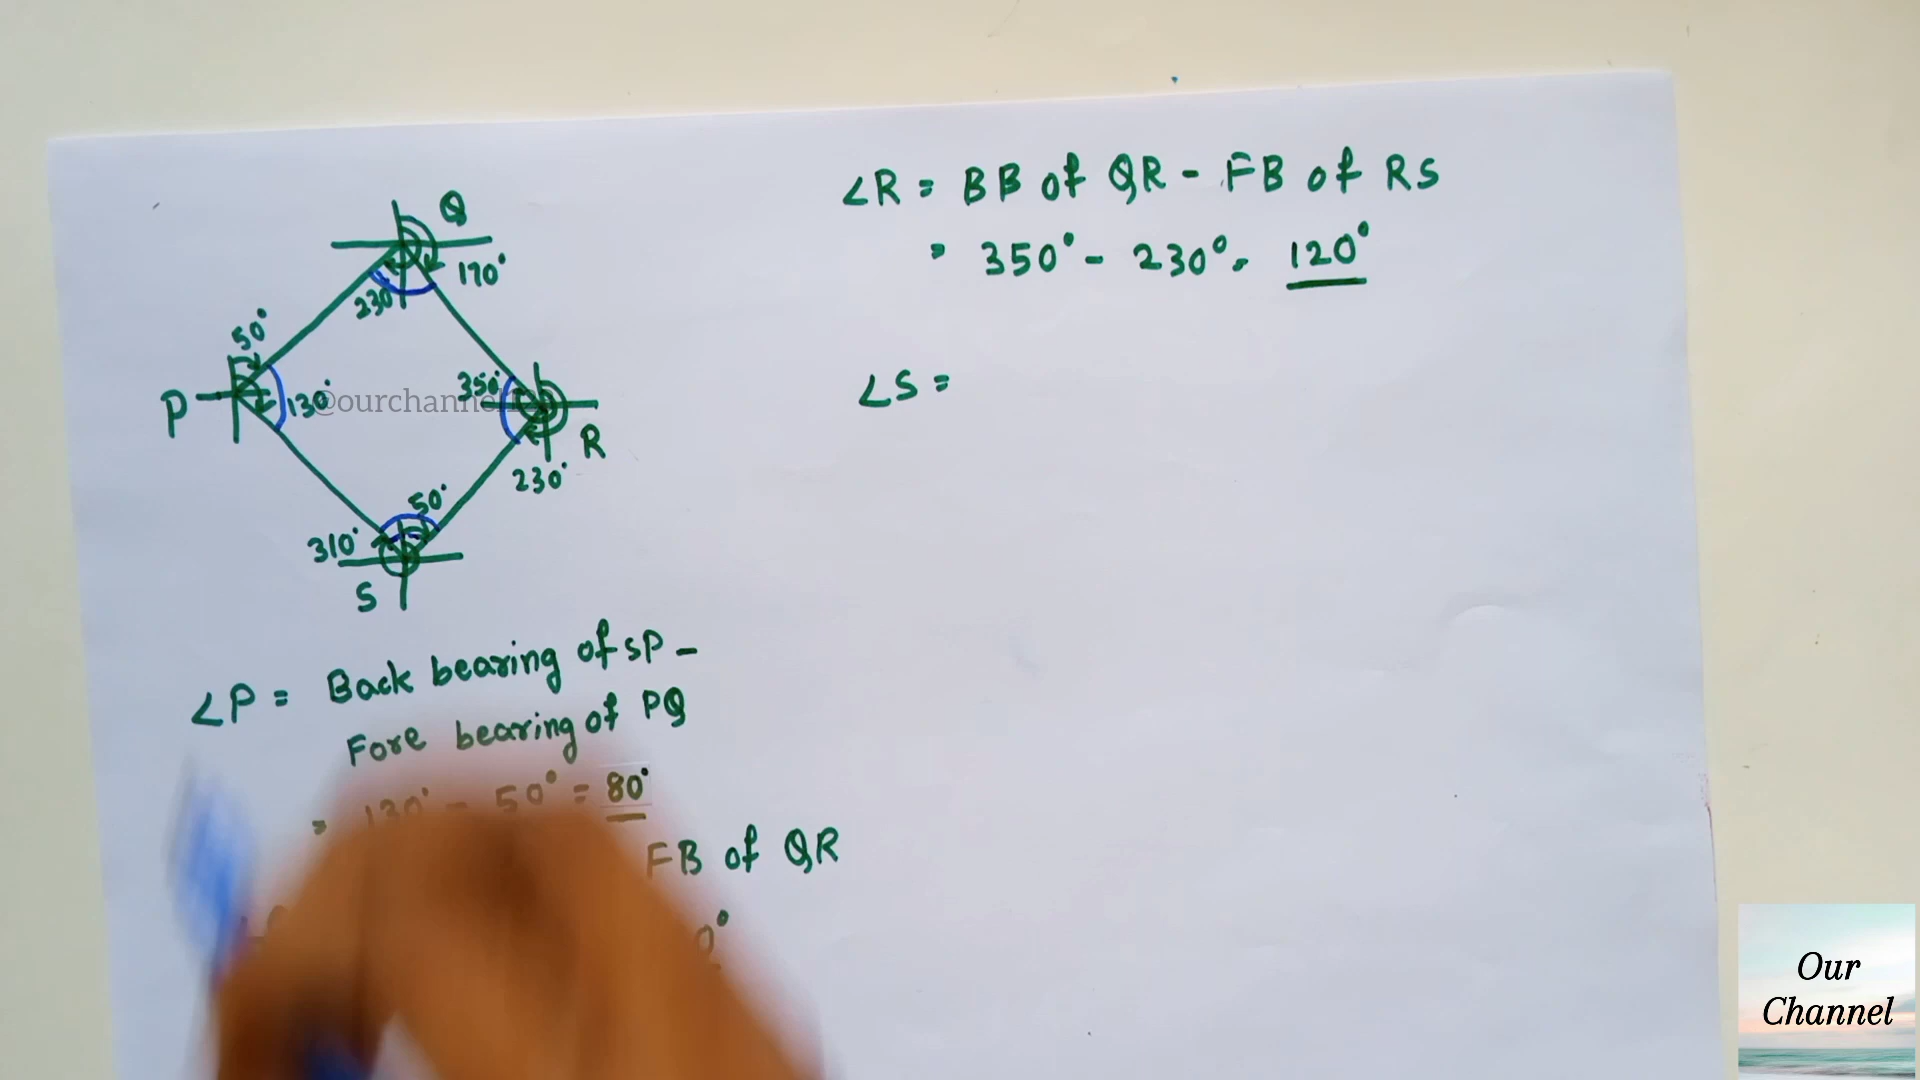 Q
170°
230
50°
P
130°
@ourchannel
350°
R
230°
50°
310°
S
∠P = Back bearing of SP -
Fore bearing of PQ
= 130° - 50° = 80°
FB of QR
0°
∠R = BB of QR - FB of RS
= 350° - 230° = 120°
∠S =
Our
Channel